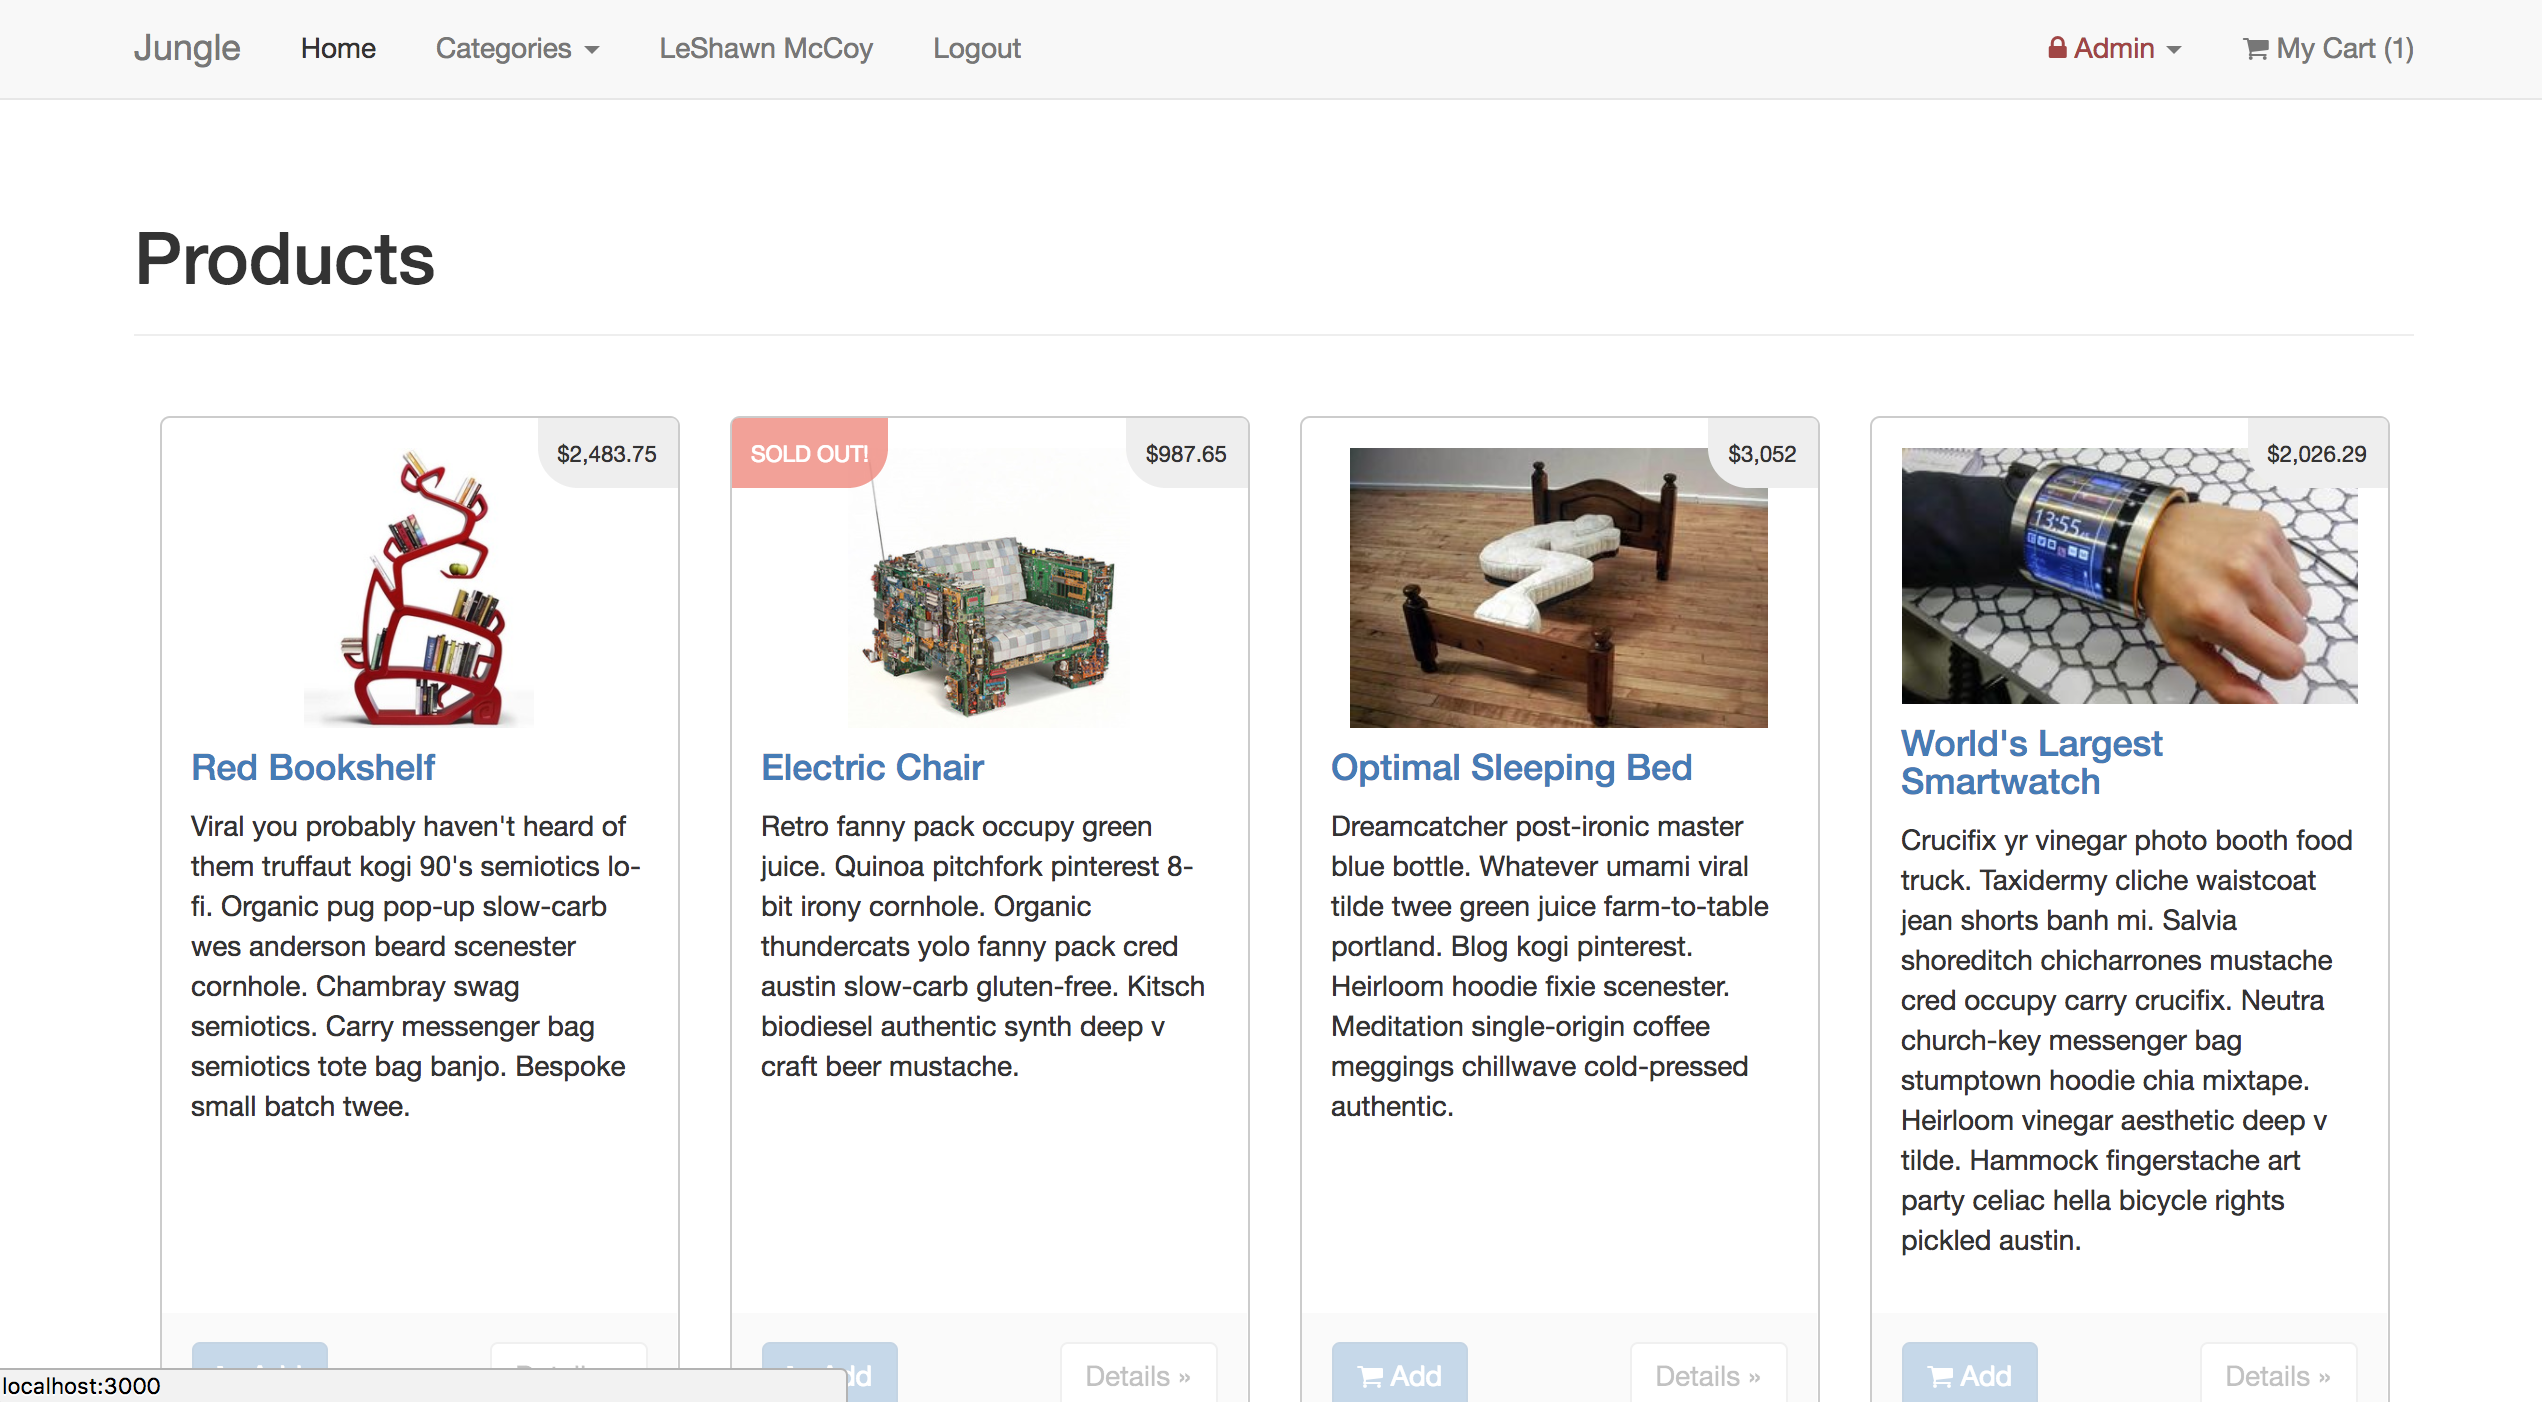 Jungle Home Categories LeShawn McCoy Logout Admin My Cart (1)
Products
$2,483.75
Red Bookshelf
Viral you probably haven't heard of
them truffaut kogi 90's semiotics lo-
fi. Organic pug pop-up slow-carb
wes anderson beard scenester
cornhole. Chambray swag
semiotics. Carry messenger bag
semiotics tote bag banjo. Bespoke
small batch twee.
SOLD OUT!
$987.65
Electric Chair
Retro fanny pack occupy green
juice. Quinoa pitchfork pinterest 8-
bit irony cornhole. Organic
thundercats yolo fanny pack cred
austin slow-carb gluten-free. Kitsch
biodiesel authentic synth deep v
craft beer mustache.
Details »
$3,052
Optimal Sleeping Bed
Dreamcatcher post-ironic master
blue bottle. Whatever umami viral
tilde twee green juice farm-to-table
portland. Blog kogi pinterest.
Heirloom hoodie fixie scenester.
Meditation single-origin coffee
meggings chillwave cold-pressed
authentic.
Add Details »
$2,026.29
13:55
World's Largest
Smartwatch
Crucifix yr vinegar photo booth food
truck. Taxidermy cliche waistcoat
jean shorts banh mi. Salvia
shoreditch chicharrones mustache
cred occupy carry crucifix. Neutra
church-key messenger bag
stumptown hoodie chia mixtape.
Heirloom vinegar aesthetic deep v
tilde. Hammock fingerstache art
party celiac hella bicycle rights
pickled austin.
Add Details »
localhost:3000